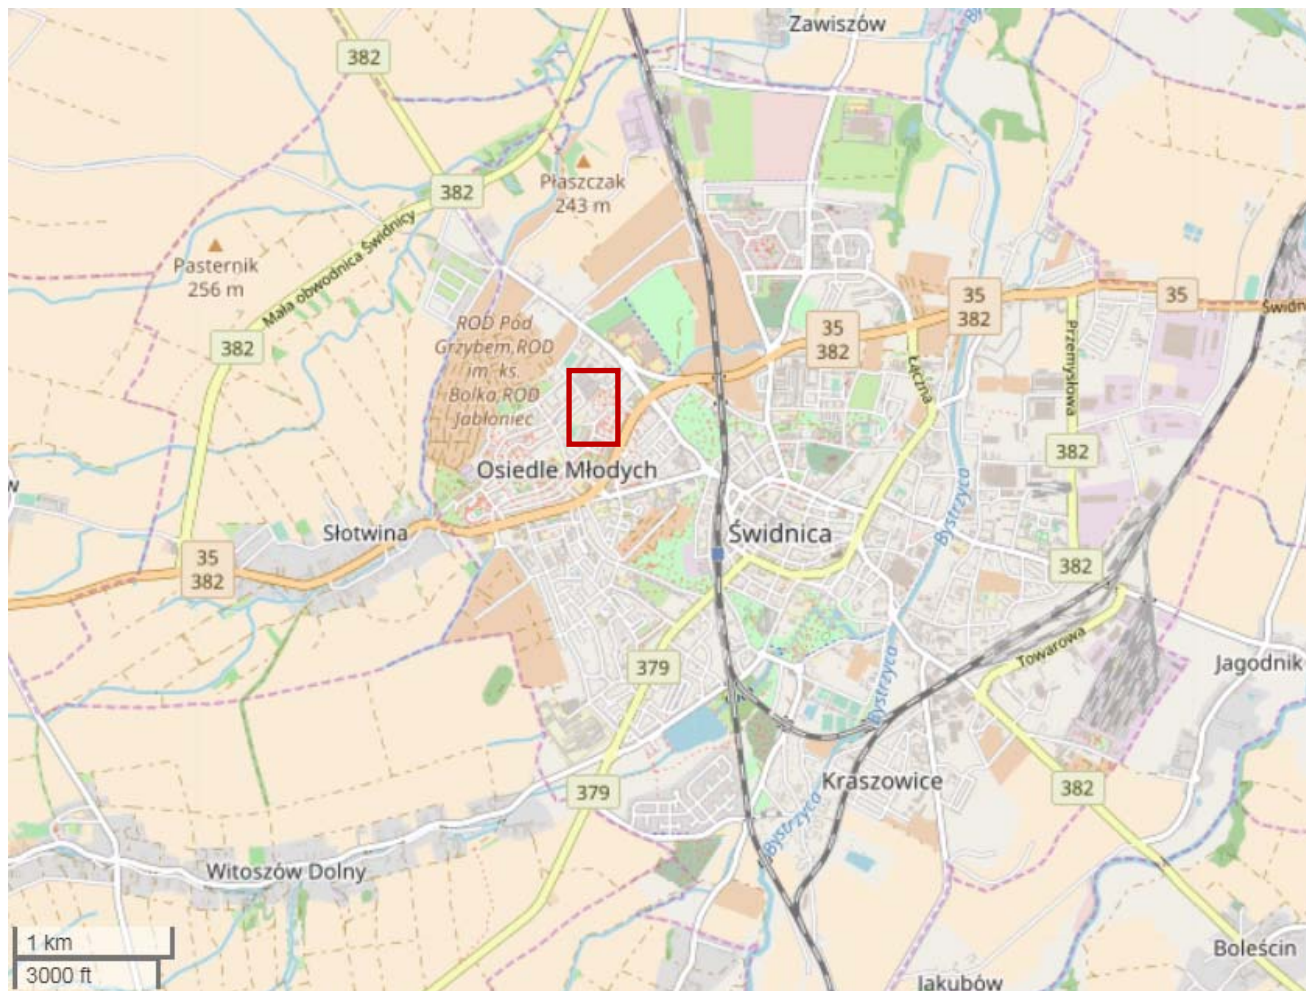 Zawiszów
382
Płaszczak
243 m
382
Pasternik
256 m
Mała obwodnica Świdnicy
382
ROD Pod
Grzybem,ROD
im. ks.
Bolka,ROD
Jabłoniec
35
382
35
382
35
Łączna
Przemysłowa
382
Osiedle Młodych
Bystrzyca
Słotwina
Świdnica
35
382
382
Towarowa
379
Bystrzyca
Jagodnik
Kraszowice
382
379
Bystrzyca
Witoszów Dolny
1 km
3000 ft
Boleścin
Jakubów